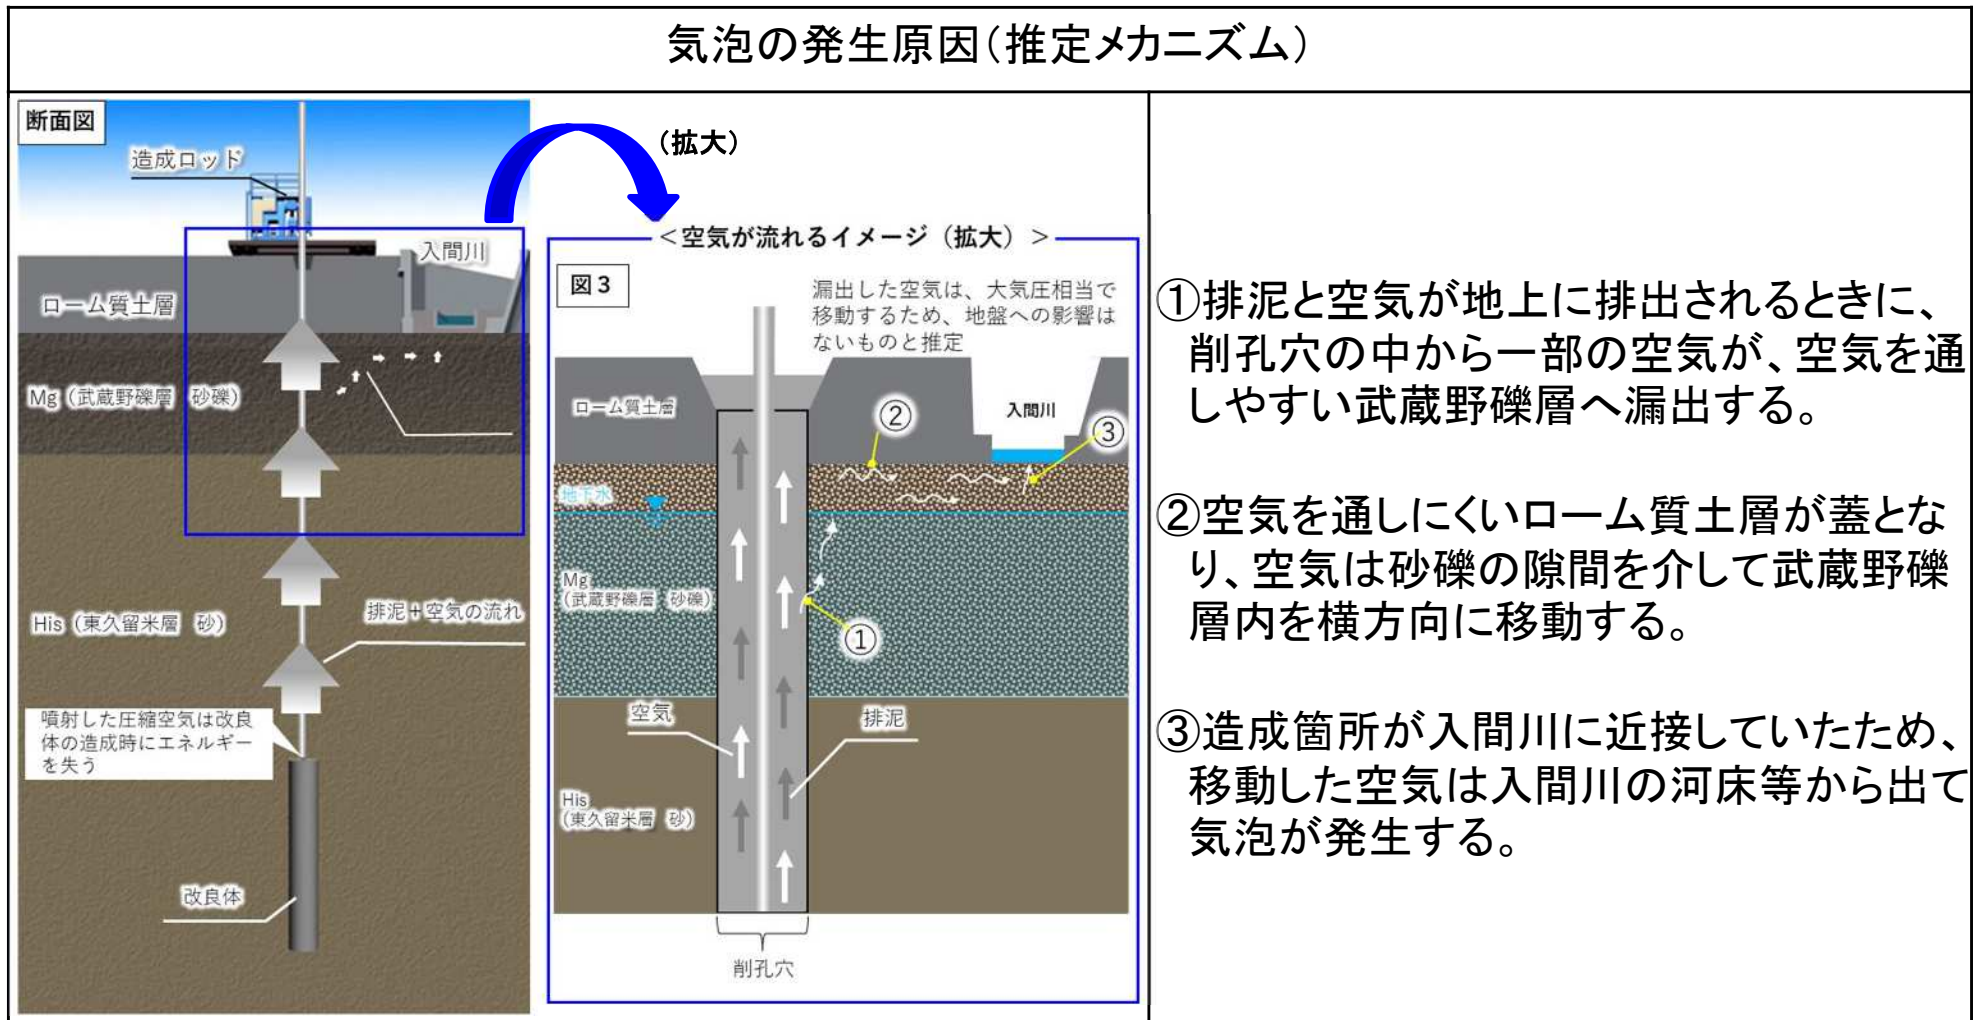 気泡の発生原因(推定メカニズム)
断面図
造成ロッド
入間川
ローム質土層
Mg(武蔵野礫層 砂礫)
His(東久留米層 砂)
排泥+空気の流れ
噴射した圧縮空気は改良
体の造成時にエネルギー
を失う
改良体
(拡大)
<空気が流れるイメージ(拡大)>
図3
漏出した空気は、大気圧相当で
移動するため、地盤への影響は
ないものと推定
ローム質土層
②
入間川
③
地下水
Mg
(武蔵野礫層 砂礫)
①
空気
排泥
His
(東久留米層 砂)
削孔穴
①排泥と空気が地上に排出されるときに、
削孔穴の中から一部の空気が、空気を通
しやすい武蔵野礫層へ漏出する。
②空気を通しにくいローム質土層が蓋とな
り、空気は砂礫の隙間を介して武蔵野礫
層内を横方向に移動する。
③造成箇所が入間川に近接していたため、
移動した空気は入間川の河床等から出て
気泡が発生する。